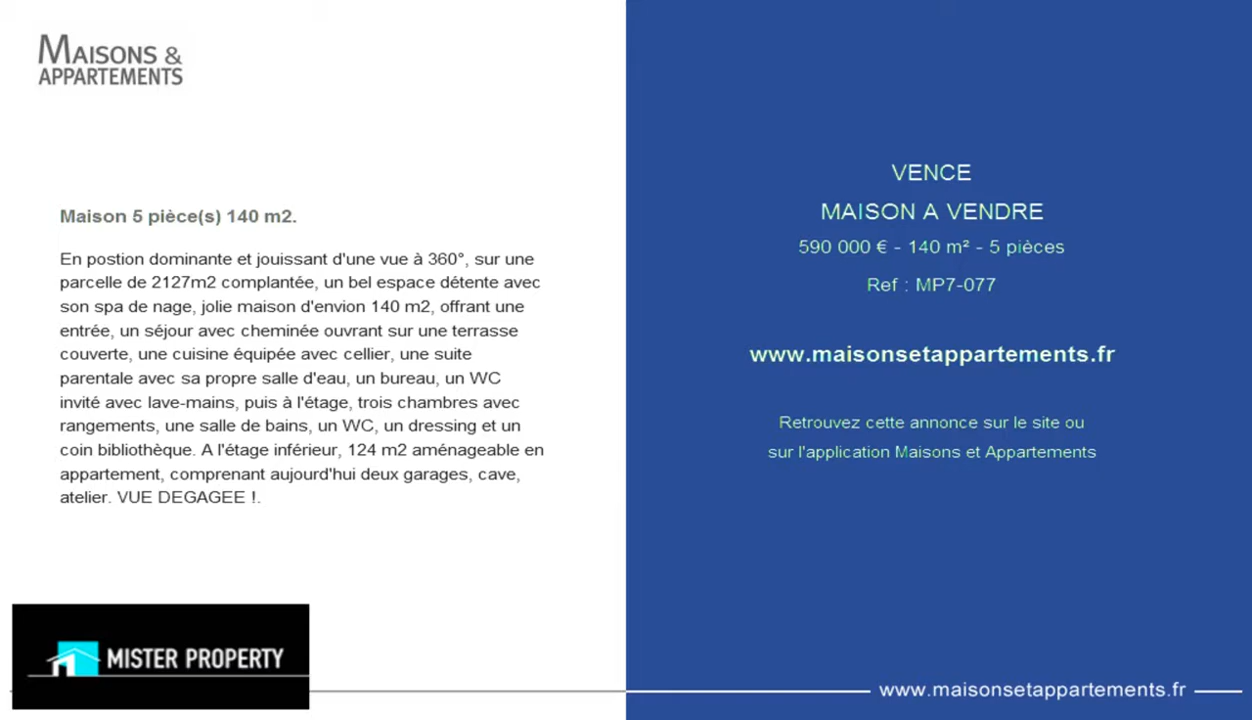 MAISONS &
APPARTEMENTS
Maison 5 pièce(s) 140 m2.
En postion dominante et jouissant d'une vue à 360°, sur une
parcelle de 2127m2 complantée, un bel espace détente avec
son spa de nage, jolie maison d'envion 140 m2, offrant une
entrée, un séjour avec cheminée ouvrant sur une terrasse
couverte, une cuisine équipée avec cellier, une suite
parentale avec sa propre salle d'eau, un bureau, un WC
invité avec lave-mains, puis à l'étage, trois chambres avec
rangements, une salle de bains, un WC, un dressing et un
coin bibliothèque. A l'étage inférieur, 124 m2 aménageable en
appartement, comprenant aujourd'hui deux garages, cave,
atelier. VUE DEGAGEE !.
MISTER PROPERTY
VENCE
MAISON A VENDRE
590 000 € - 140 m² - 5 pièces
Ref : MP7-077
www.maisonsetappartements.fr
Retrouvez cette annonce sur le site ou
sur l'application Maisons et Appartements
www.maisonsetappartements.fr